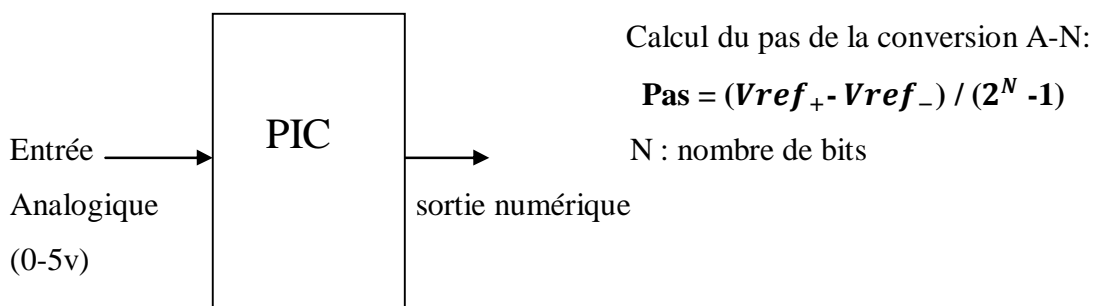 Calcul du pas de la conversion A-N:
Pas = (Vref₊- Vref₋) / (2ᴺ -1)
N : nombre de bits
PIC
Entrée
Analogique
(0-5v)
sortie numérique